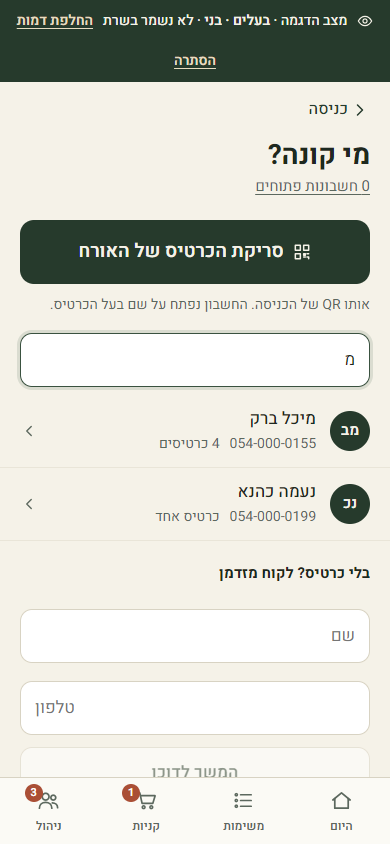 מצב הדגמה · בעלים · בני · לא נשמר בשרת החלפת דמות
הסתרה
כניסה
מי קונה?
0 חשבונות פתוחים
סריקת הכרטיס של האורח
אותו QR של הכניסה. החשבון נפתח על שם בעל הכרטיס.
מ
מב
מיכל ברק
054-000-0155 4 כרטיסים
נכ
נעמה כהנא
054-000-0199 כרטיס אחד
בלי כרטיס? לקוח מזדמן
שם
טלפון
המשך לדוכן
היום
משימות
1
קניות
3
ניהול